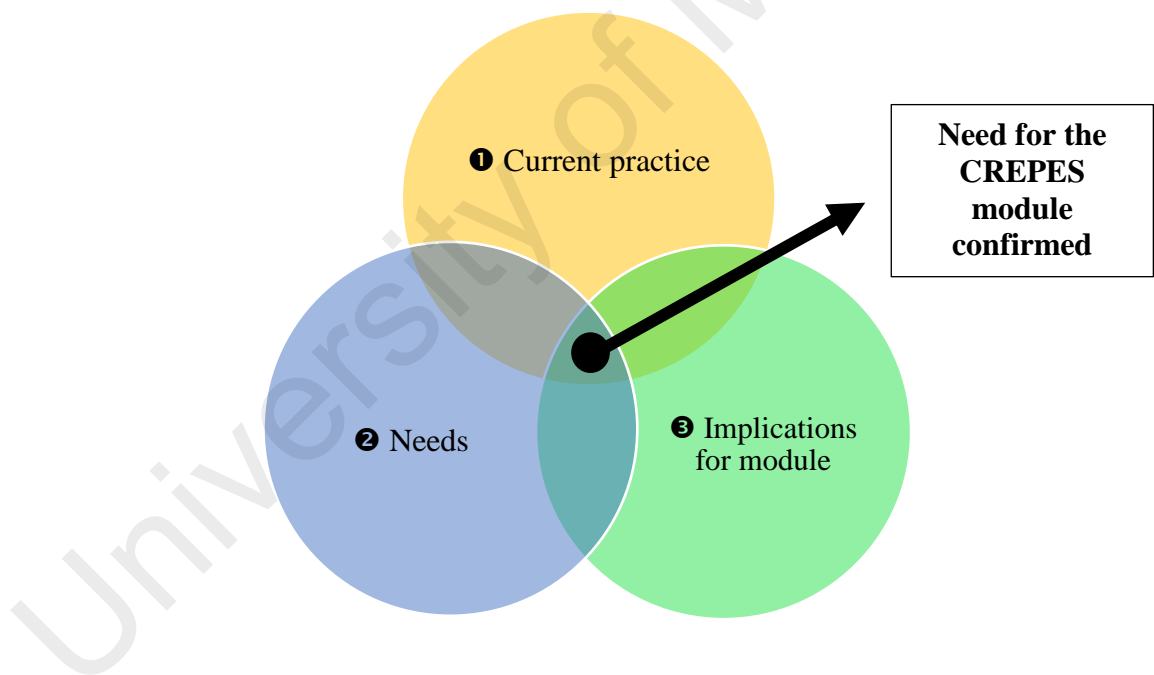 ❶ Current practice
Need for the
CREPES
module
confirmed
❷ Needs
❸ Implications
for module
University of M